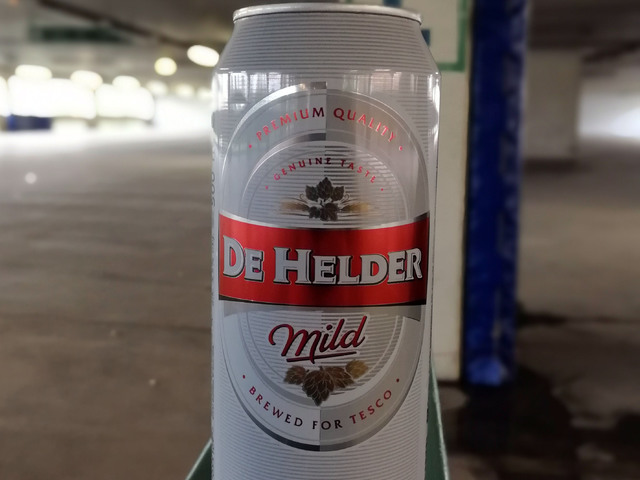 • PREMIUM QUALITY •
• GENUINE TASTE •
DE HELDER
Mild
• BREWED FOR TESCO •